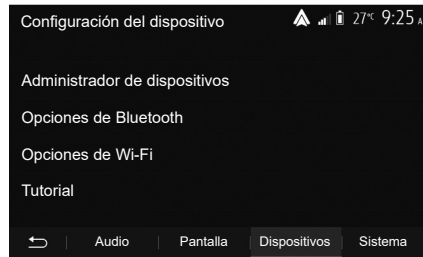 Configuración del dispositivo 27°C 9:25 A
Administrador de dispositivos
Opciones de Bluetooth
Opciones de Wi-Fi
Tutorial
Audio Pantalla Dispositivos Sistema